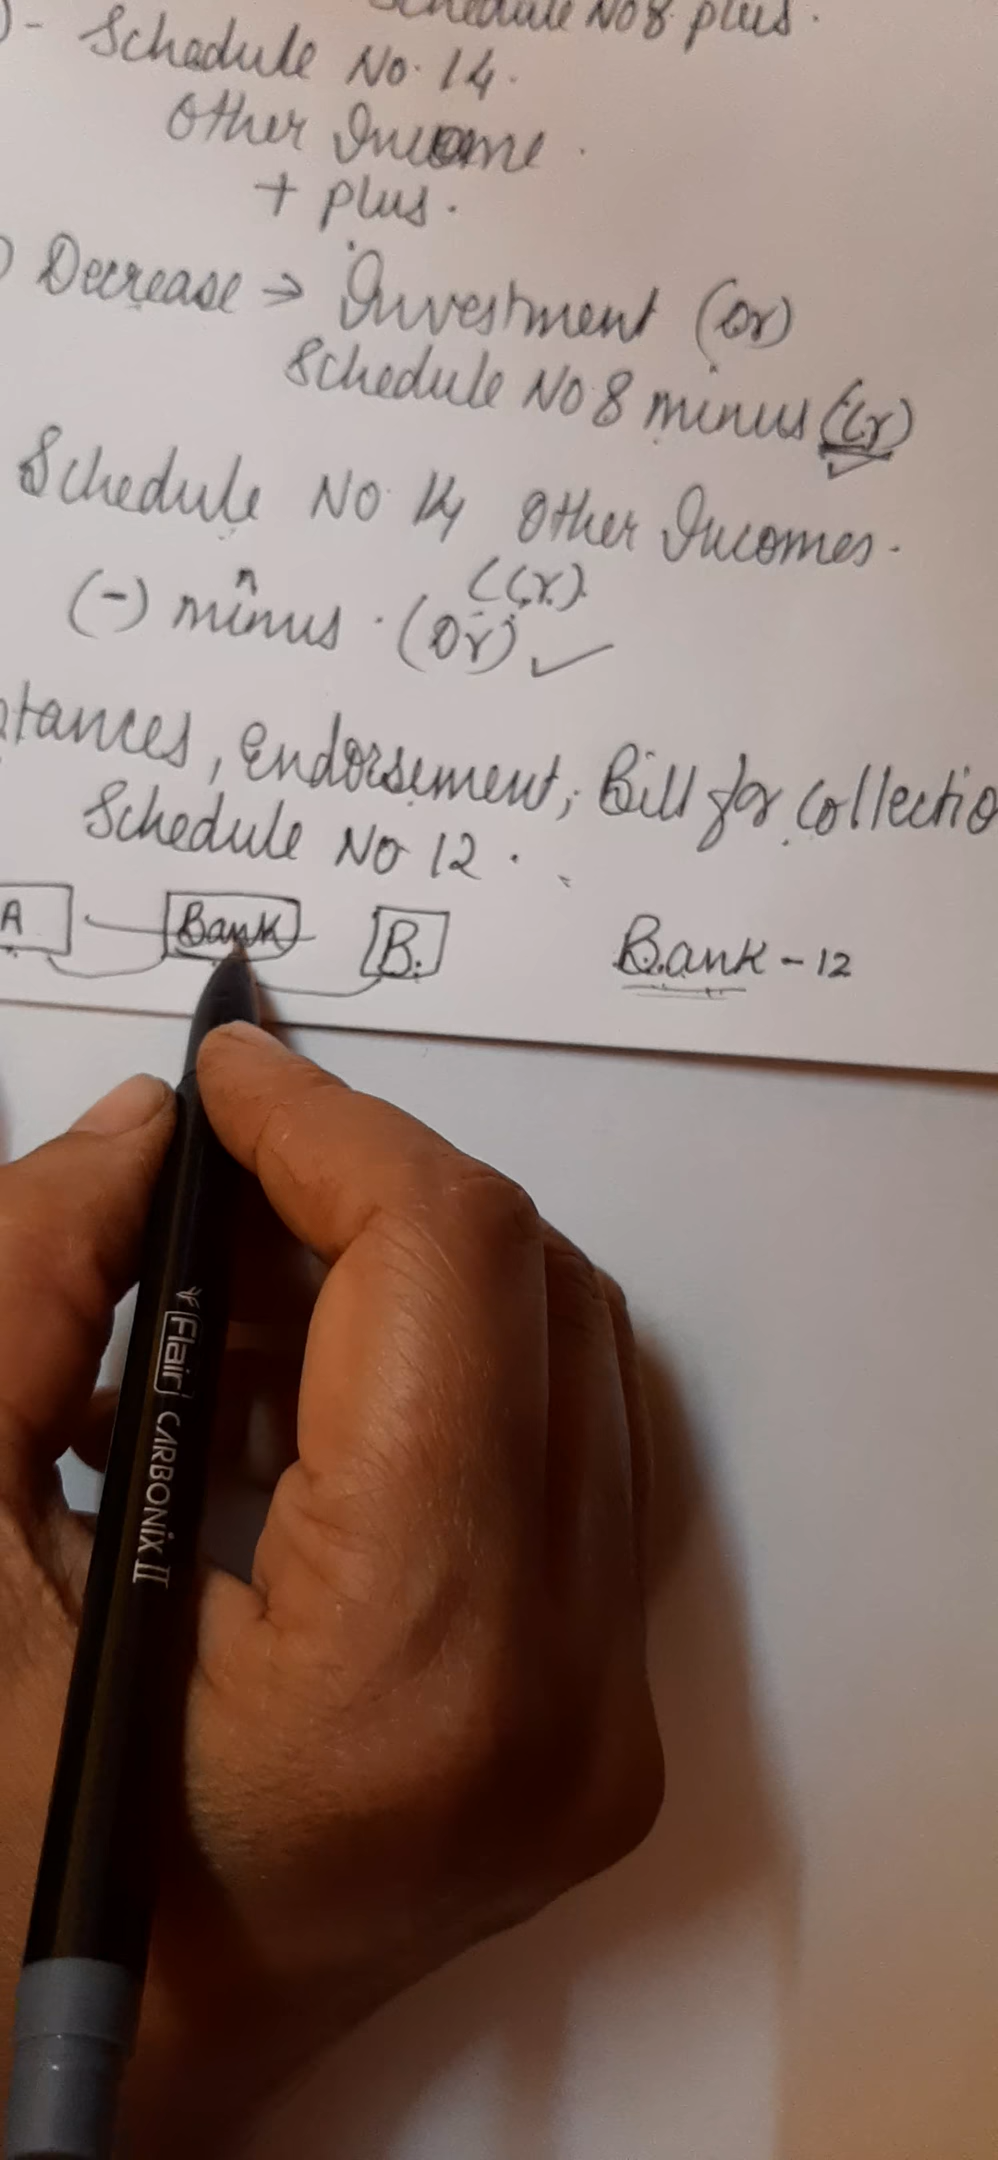 Schedule No 8 plus.
- Schedule No. 14.
Other Income.
+ plus.
) Decrease → Investment (Dr)
Schedule No 8 minus (Cr)
Schedule No 14 Other Incomes.
(Cr).
(-) minus. (Dr) ✓
tances, Endorsement, Bill for collectio
Schedule No 12.
A Bank B. Bank - 12
Flair CARBONIX II